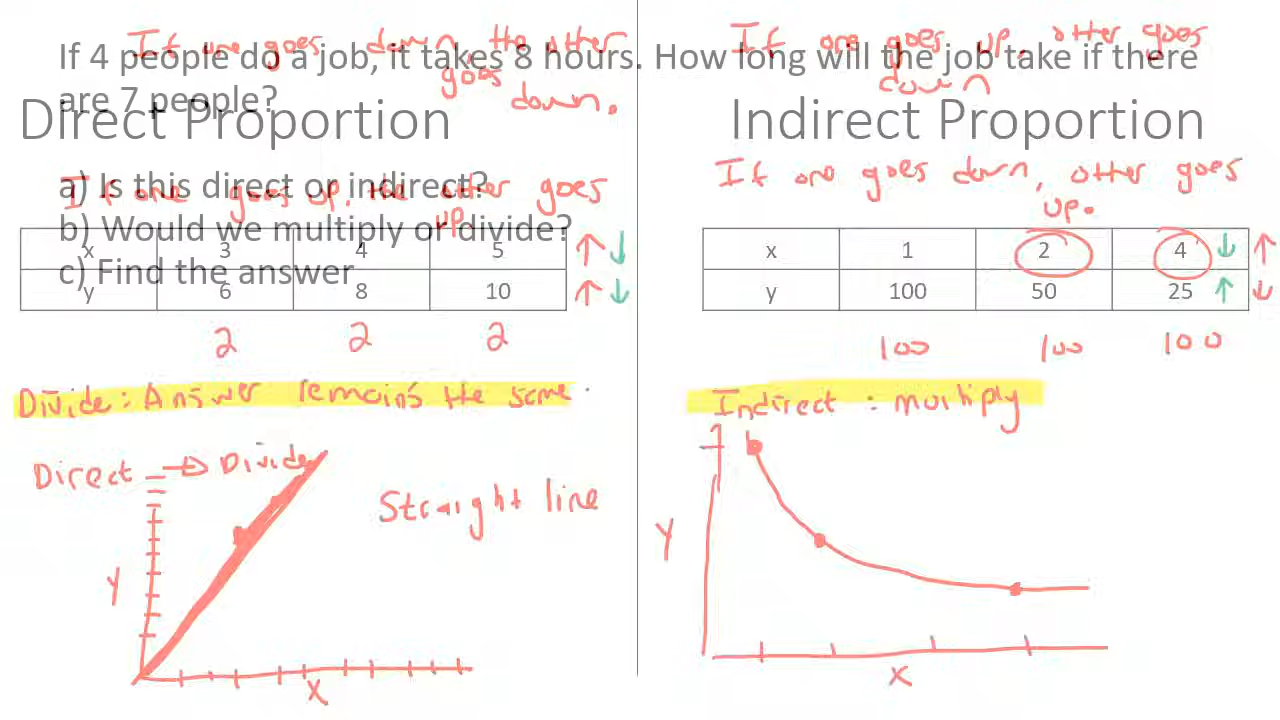 If one goes down the other
goes
down.
If 4 people do a job, it takes 8 hours. How long will the job take if there
are 7 people?
a) Is this direct or indirect?
b) Would we multiply or divide?
c) Find the answer
Direct Proportion
If one goes up, the other goes
up.
x 3 4 5
y 6 8 10
2 2 2
Divide: Answer remains the same.
Direct → Divide
Straight line
y
x
If one goes up, other goes
down
Indirect Proportion
If one goes down, other goes
up.
x 1 2 4
y 100 50 25
100 100 100
Indirect : multiply
y
x